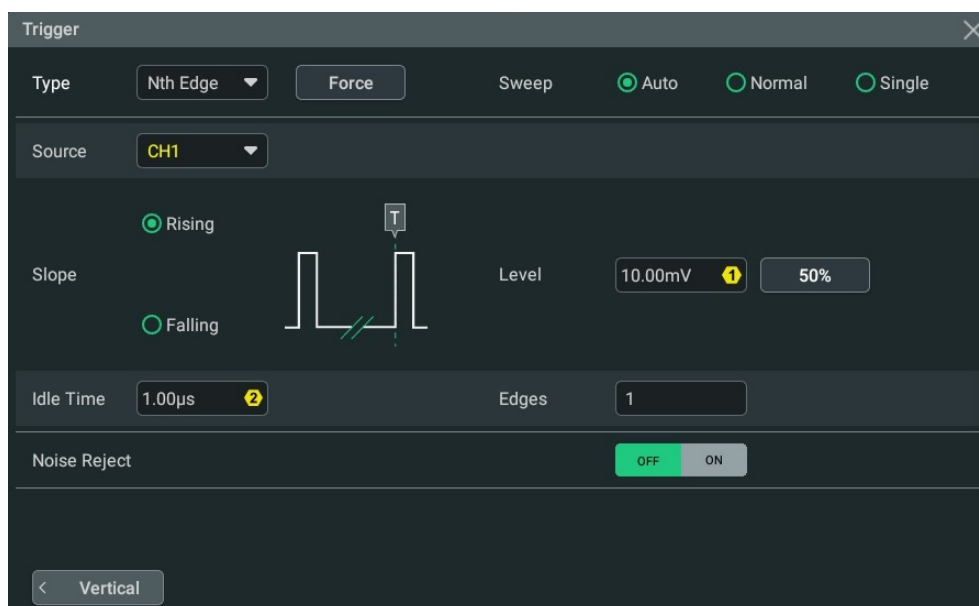 Trigger
Type Nth Edge Force Sweep Auto Normal Single
Source CH1
Rising
T
Slope Level 10.00mV 1 50%
Falling
Idle Time 1.00µs 2 Edges 1
Noise Reject OFF ON
Vertical